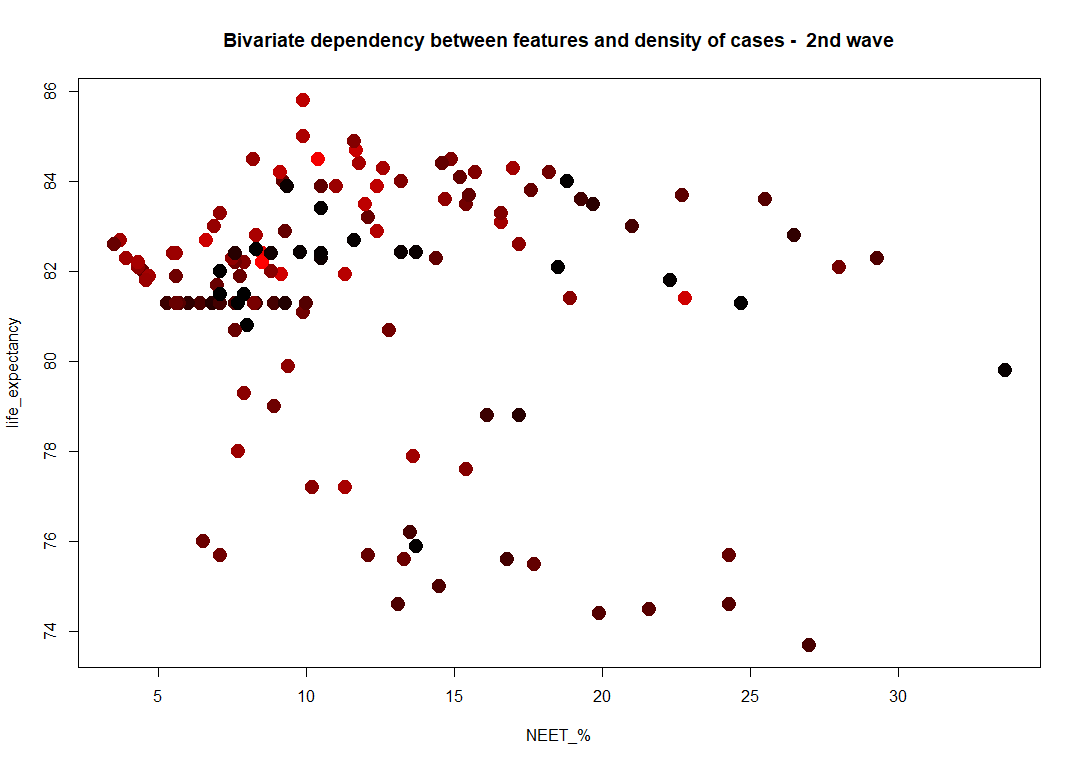 Bivariate dependency between features and density of cases -  2nd wave
life_expectancy
86
84
82
80
78
76
74
5 10 15 20 25 30
NEET_%